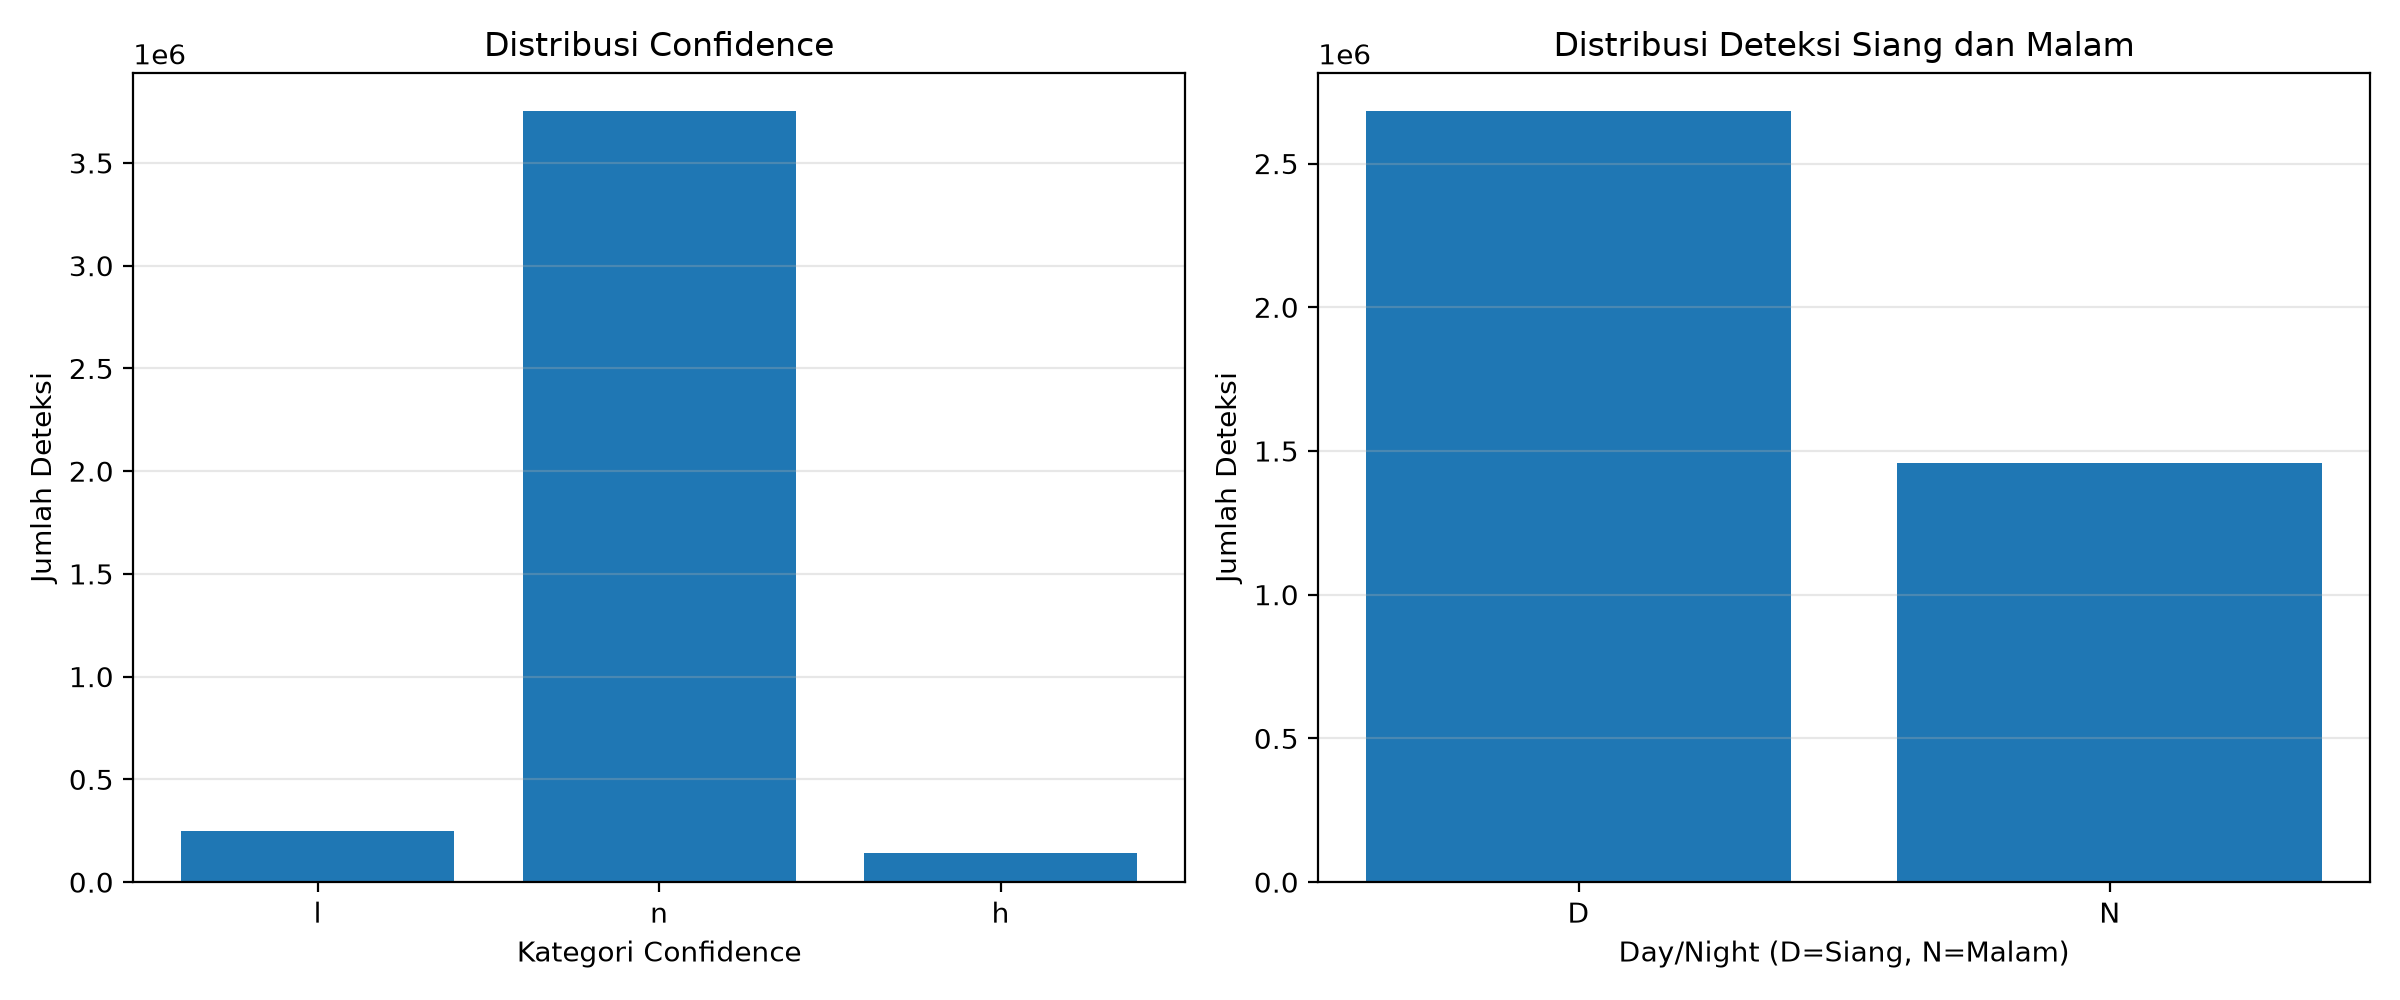 Distribusi Confidence
1e6
3.5
3.0
2.5
2.0
1.5
1.0
0.5
0.0
Jumlah Deteksi
l
n
h
Kategori Confidence
Distribusi Deteksi Siang dan Malam
1e6
2.5
2.0
1.5
1.0
0.5
0.0
Jumlah Deteksi
D
N
Day/Night (D=Siang, N=Malam)